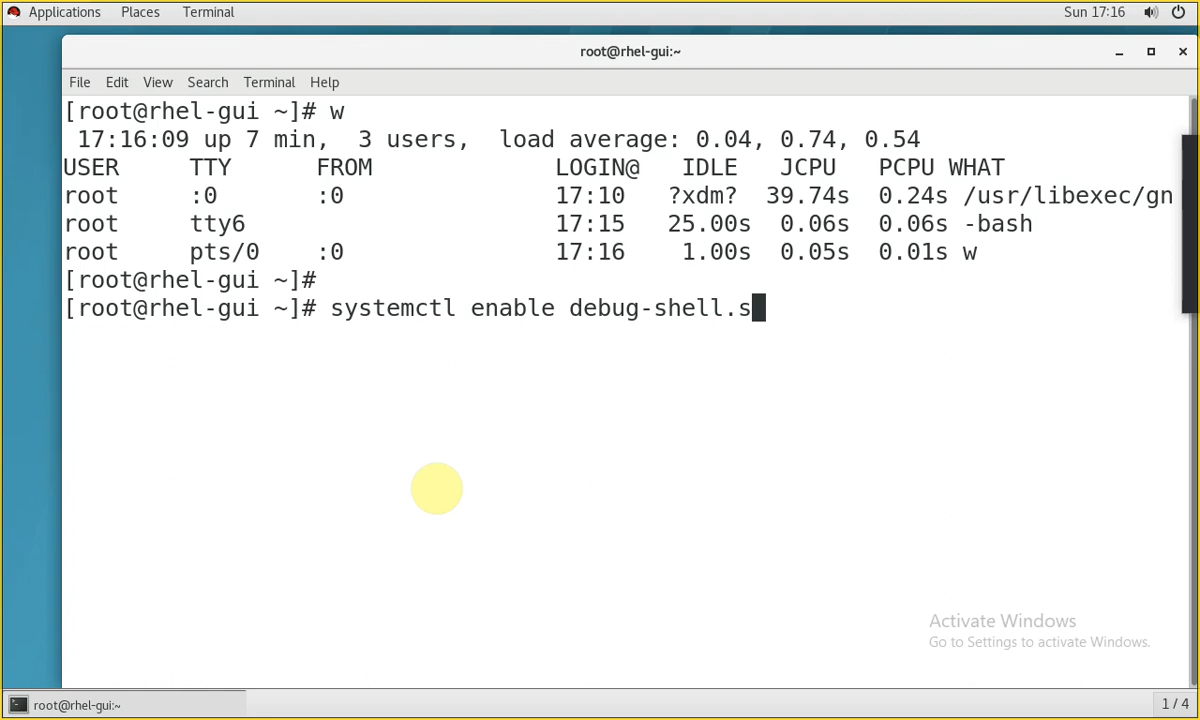 Applications Places Terminal Sun 17:16
root@rhel-gui:~
File Edit View Search Terminal Help
[root@rhel-gui ~]# w
 17:16:09 up 7 min,  3 users,  load average: 0.04, 0.74, 0.54
USER     TTY      FROM             LOGIN@   IDLE   JCPU   PCPU WHAT
root     :0       :0               17:10   ?xdm?  39.74s  0.24s /usr/libexec/gn
root     tty6                      17:15   25.00s  0.06s  0.06s -bash
root     pts/0    :0               17:16    1.00s  0.05s  0.01s w
[root@rhel-gui ~]#
[root@rhel-gui ~]# systemctl enable debug-shell.s
Activate Windows
Go to Settings to activate Windows.
root@rhel-gui:~ 1 / 4